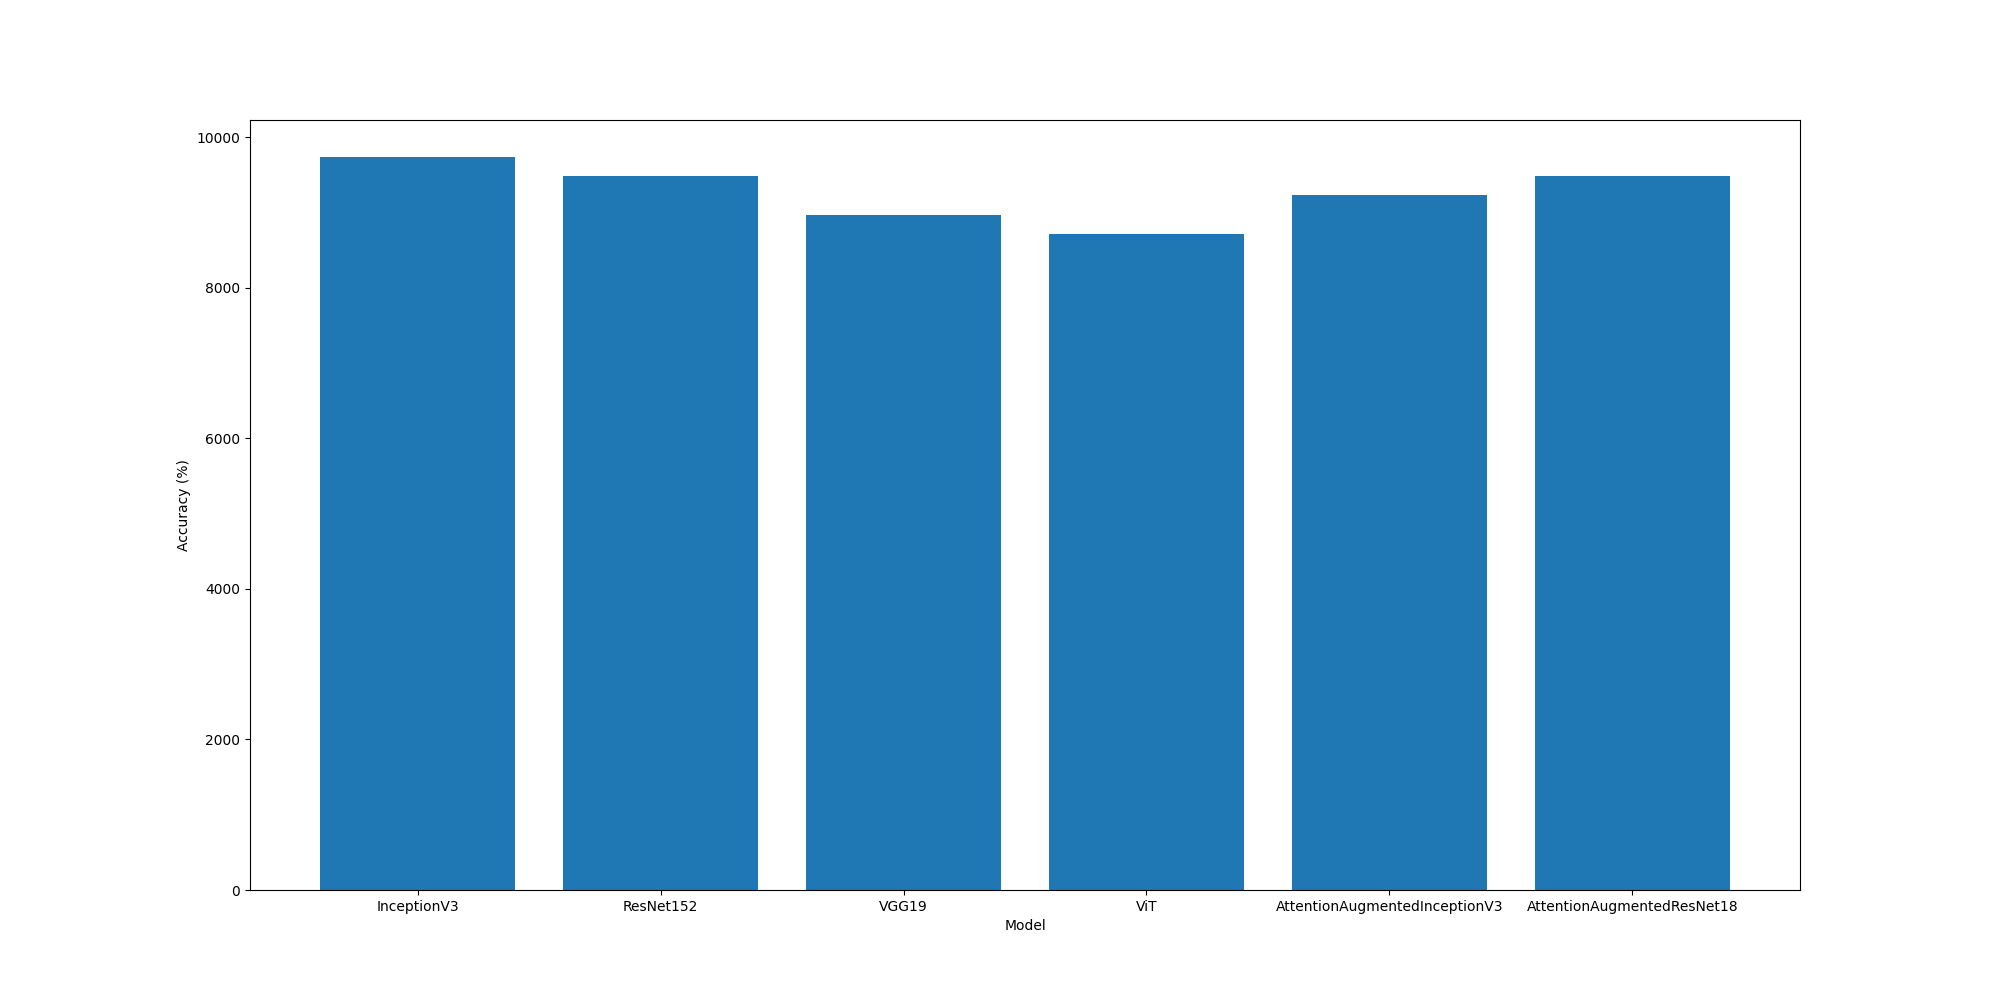 10000
8000
6000
4000
2000
0
Accuracy (%)
InceptionV3 ResNet152 VGG19 ViT AttentionAugmentedInceptionV3 AttentionAugmentedResNet18
Model